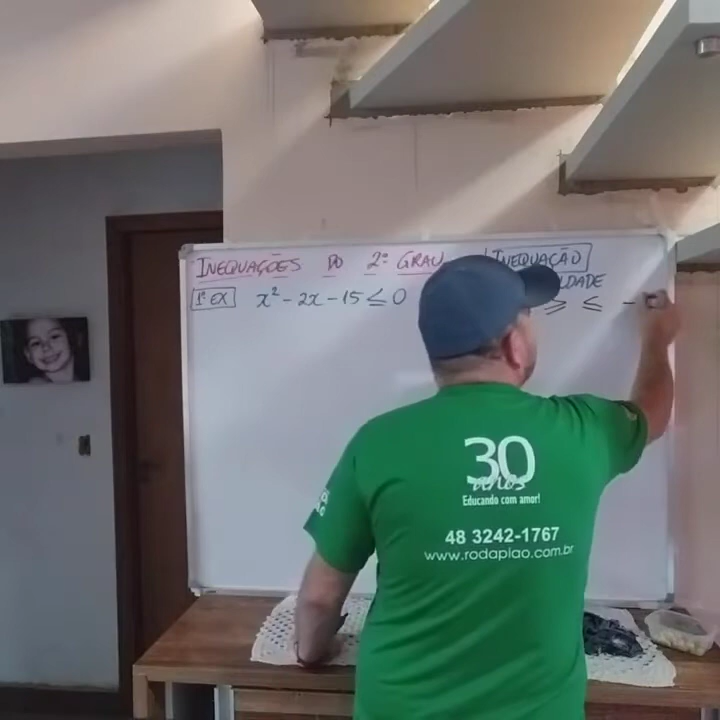 INEQUAÇÕES DO 2º GRAU
INEQUAÇÃO
1º EX x² - 2x - 15 ≤ 0
≥ ≤ -
30
anos
Educando com amor!
48 3242-1767
www.rodapiao.com.br